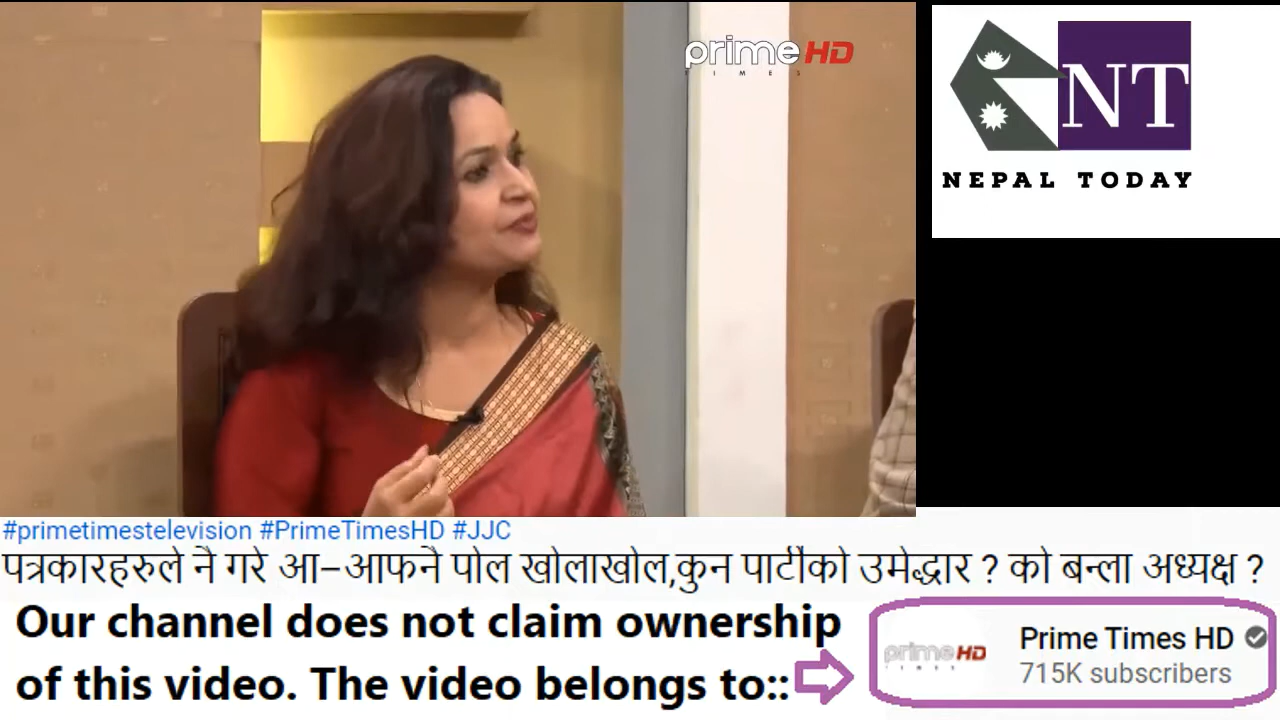 prime HD
TIMES
NT
NEPAL TODAY
#primetimestelevision #PrimeTimesHD #JJC
पत्रकारहरुले नै गरे आ–आफनै पोल खोलाखोल,कुन पार्टीको उमेद्धार ? को बन्ला अध्यक्ष ?
Our channel does not claim ownership
of this video. The video belongs to::
prime HD
TIMES
Prime Times HD
715K subscribers